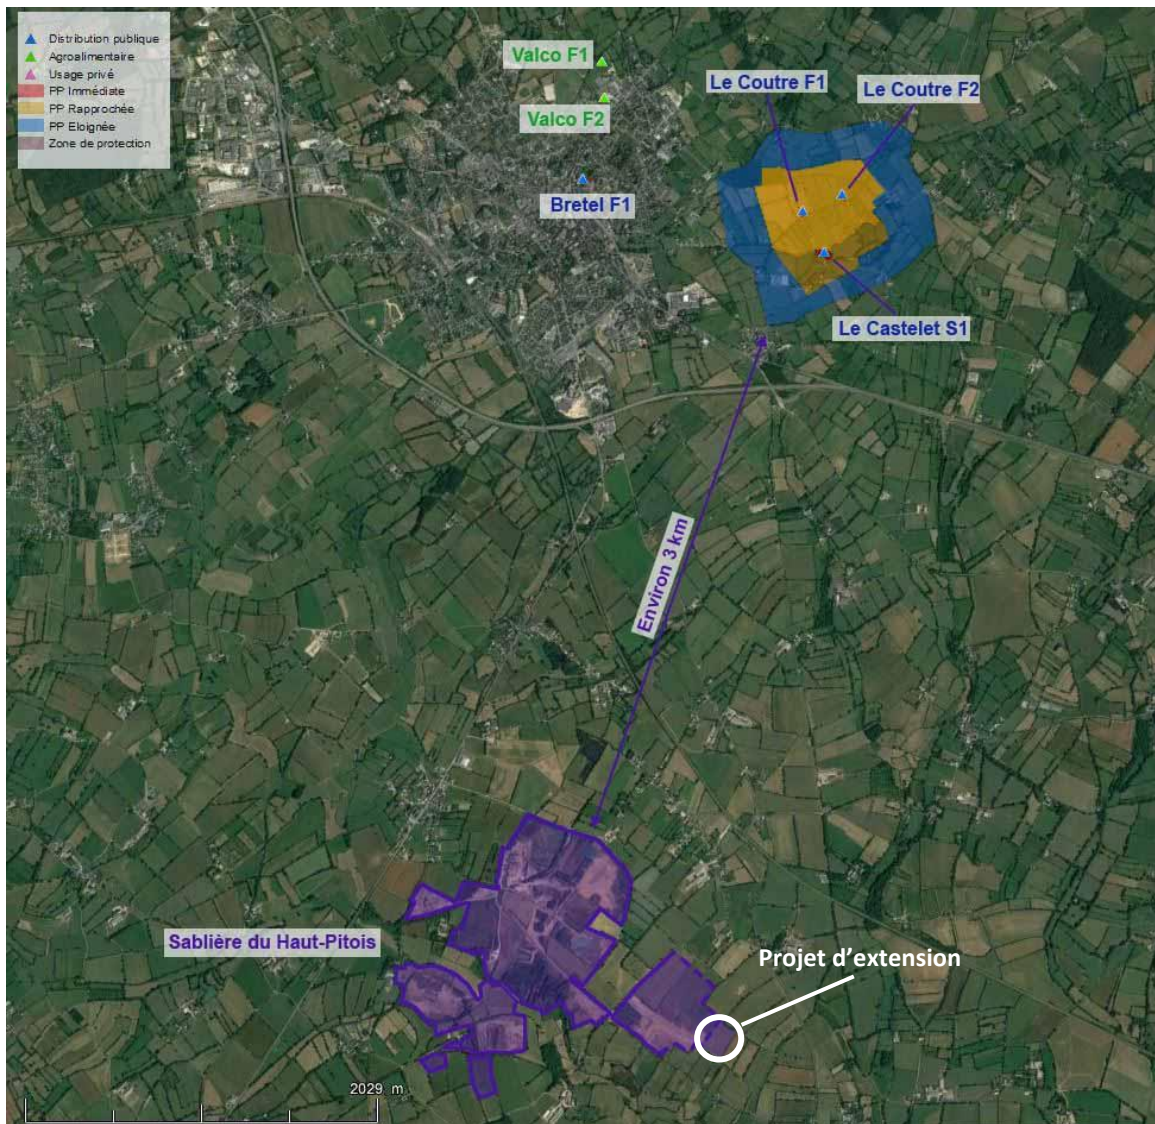 Distribution publique
Agroalimentaire
Usage privé
PP Immédiate
PP Rapprochée
PP Eloignée
Zone de protection
Valco F1
Valco F2
Bretel F1
Le Coutre F1
Le Coutre F2
Le Castelet S1
Environ 3 km
Sablière du Haut-Pitois
Projet d'extension
2029 m